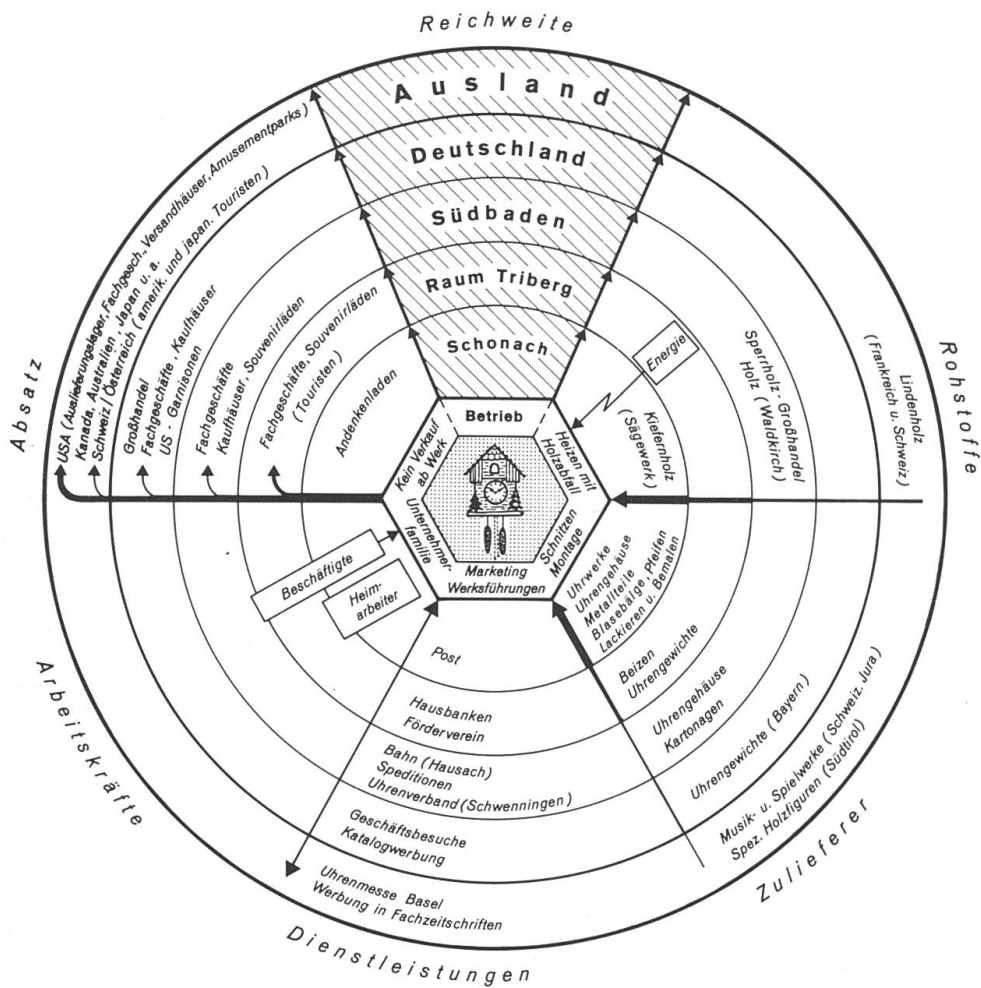 Reichweite
Ausland
Deutschland
Südbaden
Raum Triberg
Schonach
Absatz
USA (Auslieferungslager, Fachgesch., Versandhäuser, Amusementparks)
Kanada, Australien, Japan u. a.
Schweiz / Österreich (amerik. und japan. Touristen)
Großhandel
Fachgeschäfte, Kaufhäuser
US - Garnisonen
Fachgeschäfte
Kaufhäuser, Souvenirläden
Fachgeschäfte, Souvenirläden
(Touristen)
Andenkenladen
Betrieb
Kein Verkauf
ab Werk
Heizen mit
Holzabfall
Unternehmer-
familie
Schnitzen
Montage
Marketing
Werksführungen
Energie
Rohstoffe
Kiefernholz
(Sägewerk)
Sperrholz - Großhandel
Holz (Waldkirch)
Lindenholz
(Frankreich u. Schweiz)
Zulieferer
Uhrwerke
Uhrengehäuse
Metallteile
Blasebälge, Pfeifen
Lackieren u. Bemalen
Beizen
Uhrengewichte
Uhrengehäuse
Kartonagen
Uhrengewichte (Bayern)
Musik- u. Spielwerke (Schweiz. Jura)
Spez. Holzfiguren (Südtirol)
Arbeitskräfte
Beschäftigte
Heim-
arbeiter
Dienstleistungen
Post
Hausbanken
Förderverein
Bahn (Hausach)
Speditionen
Uhrenverband (Schwenningen)
Geschäftsbesuche
Katalogwerbung
Uhrenmesse Basel
Werbung in Fachzeitschriften